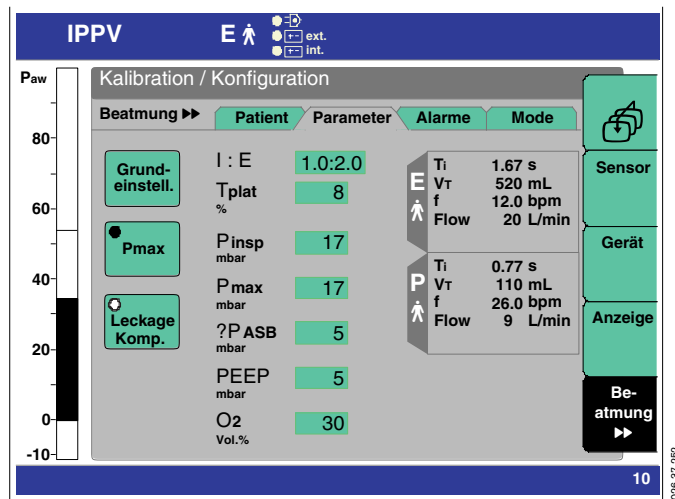 IPPV E ext.
int.
Paw
80
60
40
20
0
-10
Kalibration / Konfiguration
Beatmung Patient Parameter Alarme Mode
Grund-
einstell.
Pmax
Leckage
Komp.
I : E 1.0:2.0
Tplat 8
%
Pinsp 17
mbar
Pmax 17
mbar
?P ASB 5
mbar
PEEP 5
mbar
O2 30
Vol.%
E
Ti 1.67 s
VT 520 mL
f 12.0 bpm
Flow 20 L/min
P
Ti 0.77 s
VT 110 mL
f 26.0 bpm
Flow 9 L/min
Sensor
Gerät
Anzeige
Be-
atmung
10